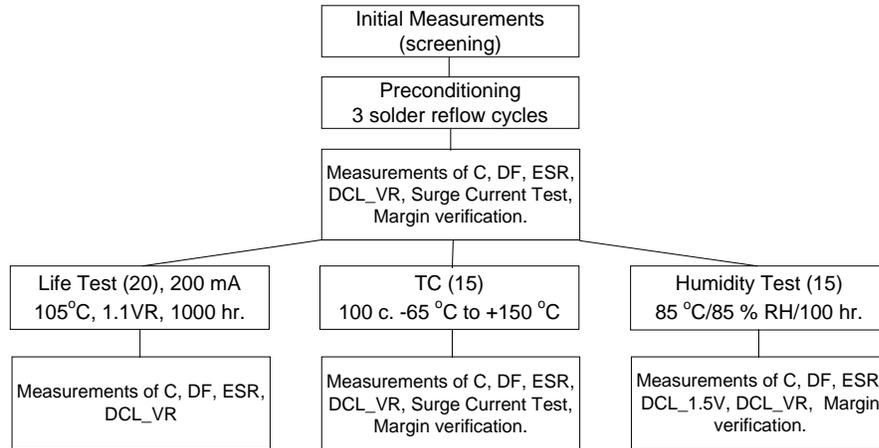 Initial Measurements
(screening)
Preconditioning
3 solder reflow cycles
Measurements of C, DF, ESR,
DCL_VR, Surge Current Test,
Margin verification.
Life Test (20), 200 mA
105°C, 1.1VR, 1000 hr.
TC (15)
100 c. -65 °C to +150 °C
Humidity Test (15)
85 °C/85 % RH/100 hr.
Measurements of C, DF, ESR,
DCL_VR
Measurements of C, DF, ESR,
DCL_VR, Surge Current Test,
Margin verification.
Measurements of C, DF, ESR
DCL_1.5V, DCL_VR, Margin
verification.